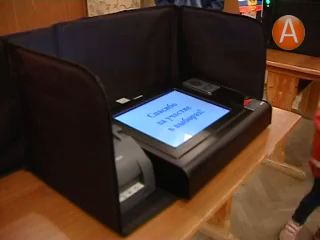 Спасибо
за участие
в выборах!
А